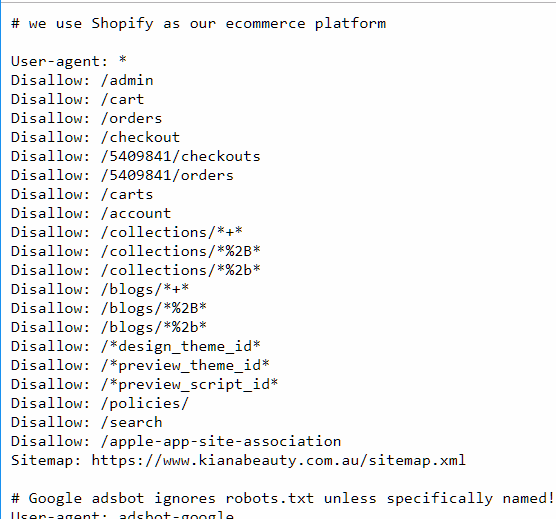 # we use Shopify as our ecommerce platform
User-agent: *
Disallow: /admin
Disallow: /cart
Disallow: /orders
Disallow: /checkout
Disallow: /5409841/checkouts
Disallow: /5409841/orders
Disallow: /carts
Disallow: /account
Disallow: /collections/*+*
Disallow: /collections/*%2B*
Disallow: /collections/*%2b*
Disallow: /blogs/*+*
Disallow: /blogs/*%2B*
Disallow: /blogs/*%2b*
Disallow: /*design_theme_id*
Disallow: /*preview_theme_id*
Disallow: /*preview_script_id*
Disallow: /policies/
Disallow: /search
Disallow: /apple-app-site-association
Sitemap: https://www.kianabeauty.com.au/sitemap.xml
# Google adsbot ignores robots.txt unless specifically named!
User-agent: adsbot-google